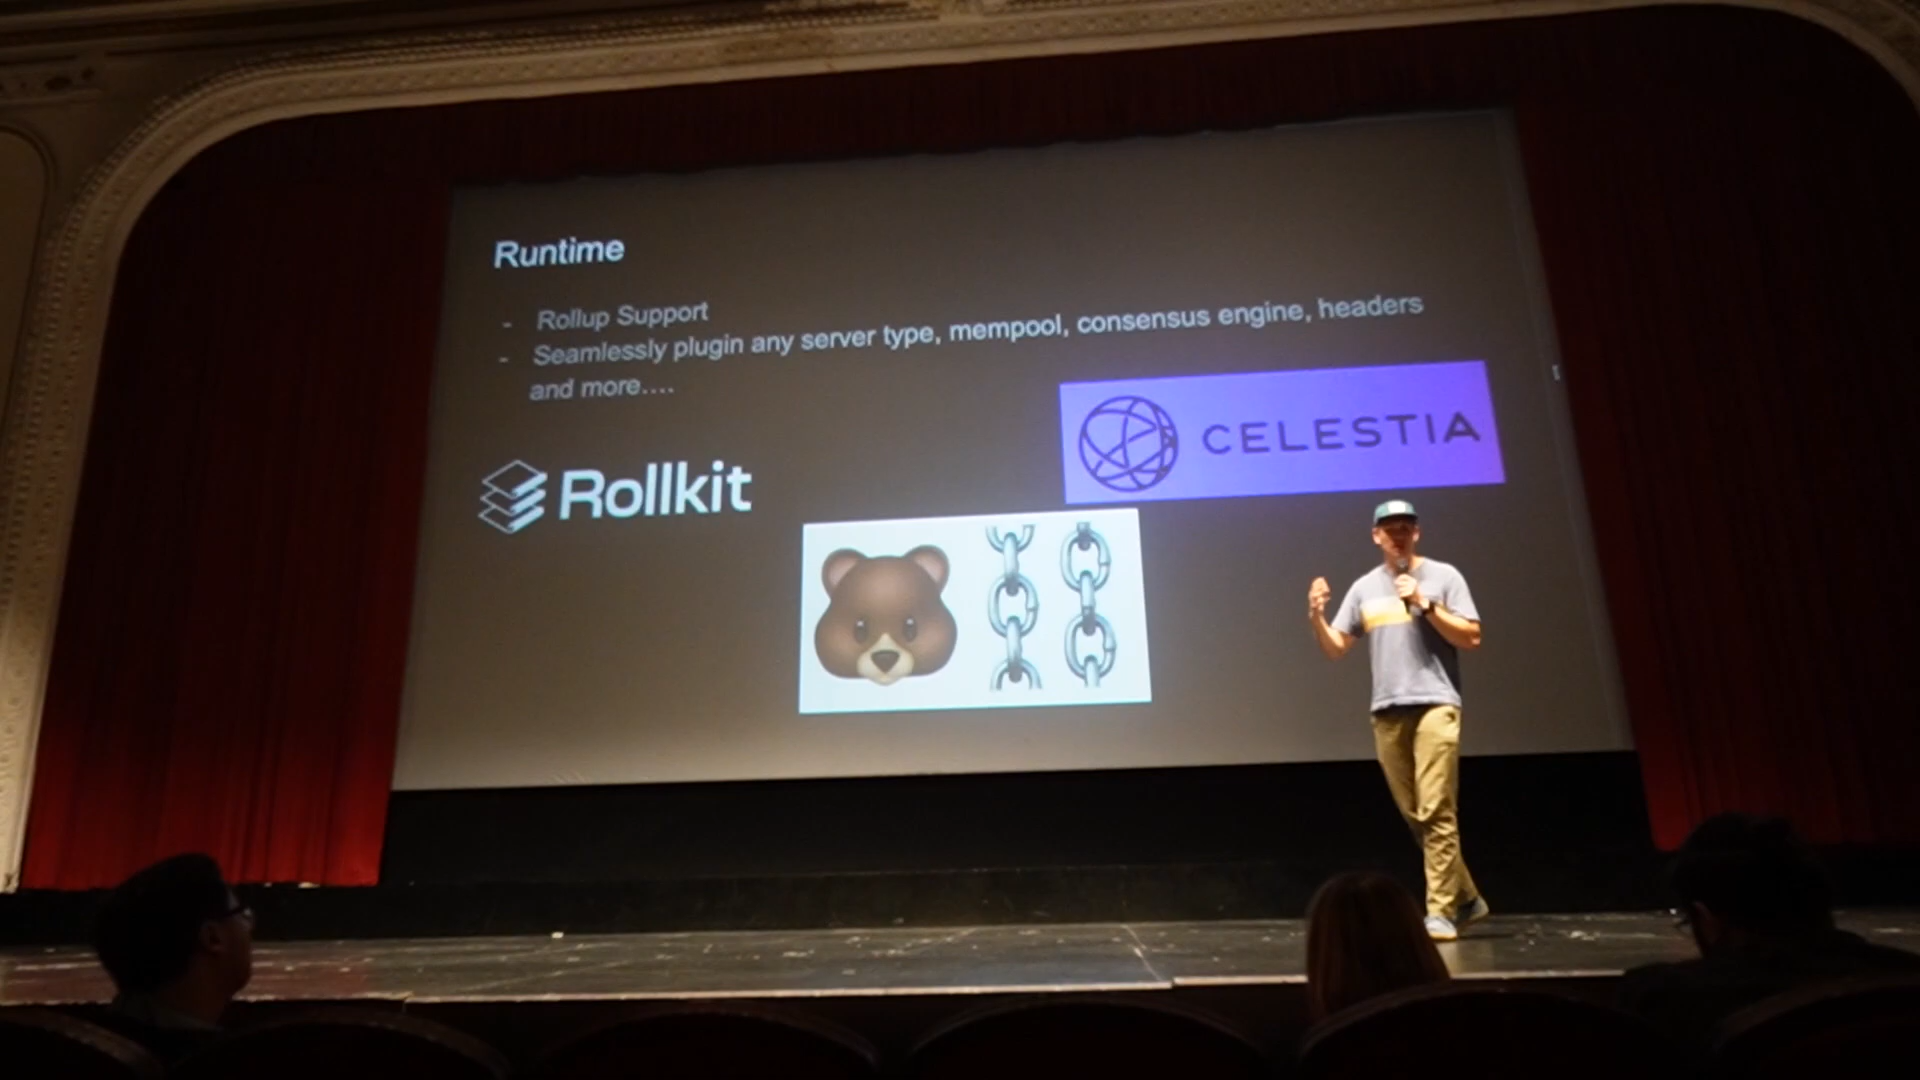 Runtime
- Rollup Support
- Seamlessly plugin any server type, mempool, consensus engine, headers
and more....
CELESTIA
Rollkit